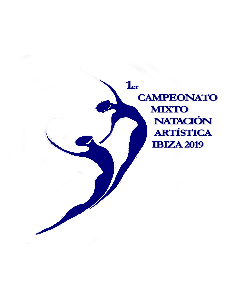 1er
CAMPEONATO
MIXTO
NATACIÓN
ARTÍSTICA
IBIZA 2019